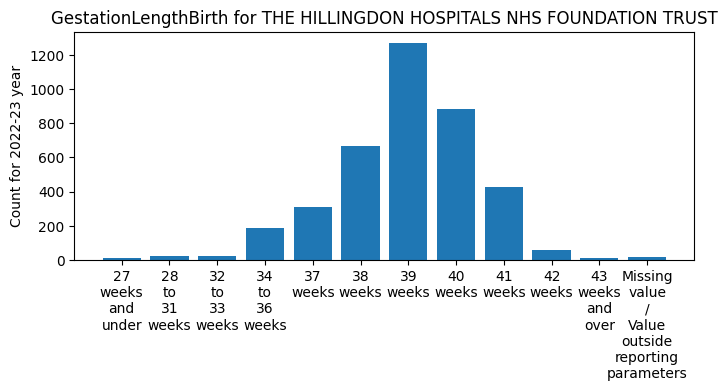 GestationLengthBirth for THE HILLINGDON HOSPITALS NHS FOUNDATION TRUST
Count for 2022-23 year
1200
1000
800
600
400
200
0
27
weeks
and
under
28
to
31
weeks
32
to
33
weeks
34
to
36
weeks
37
weeks
38
weeks
39
weeks
40
weeks
41
weeks
42
weeks
43
weeks
and
over
Missing
value
/
Value
outside
reporting
parameters